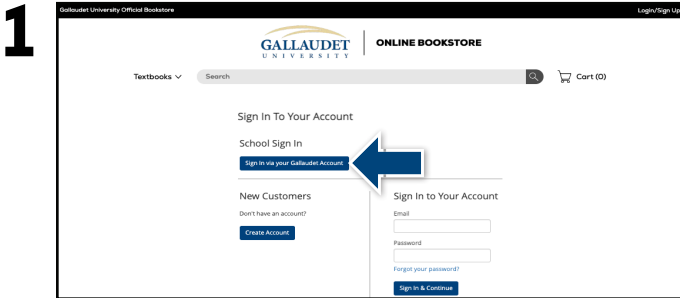 1
Gallaudet University Official Bookstore Login/Sign Up
GALLAUDET
UNIVERSITY
ONLINE BOOKSTORE
Textbooks Search Cart (0)
Sign In To Your Account
School Sign In
Sign In via your Gallaudet Account
New Customers
Don't have an account?
Create Account
Sign In to Your Account
Email
Password
Forgot your password?
Sign In & Continue